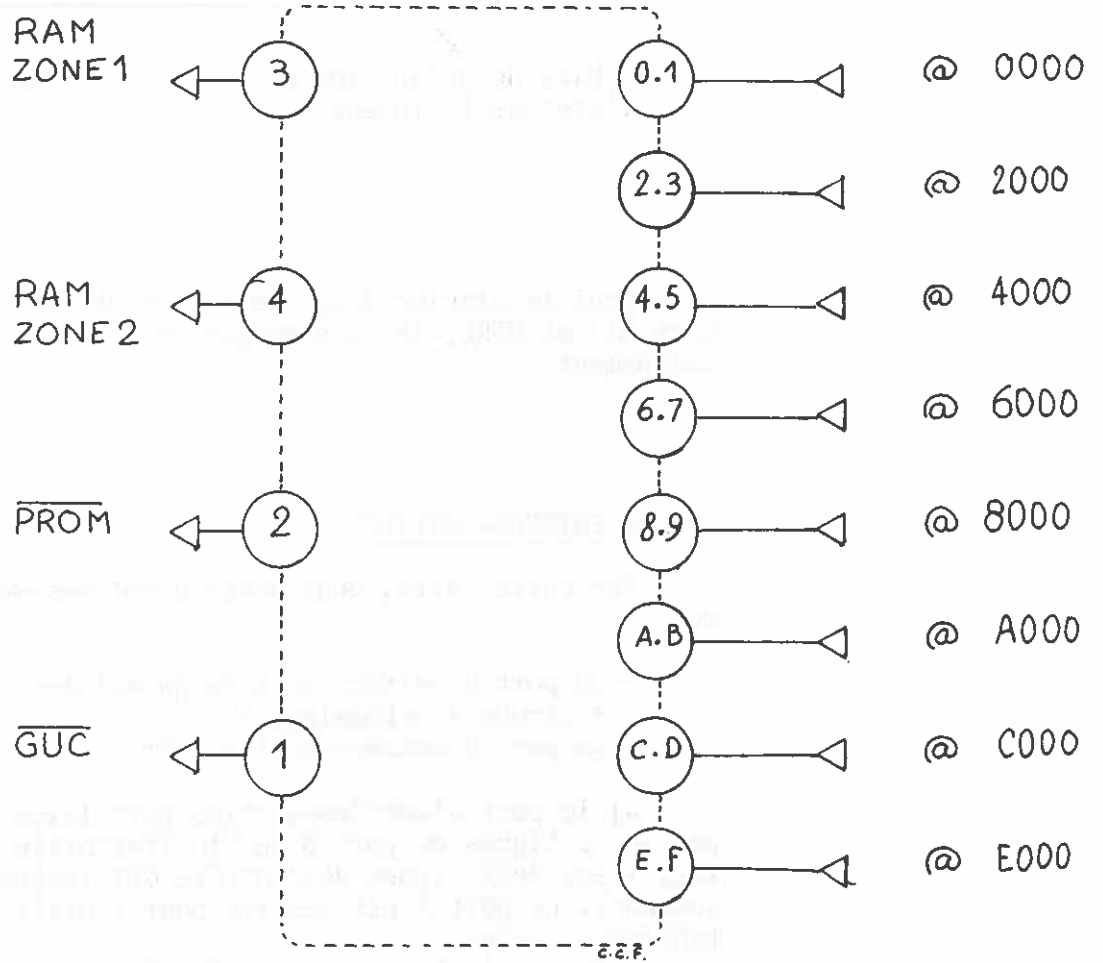 RAM
ZONE 1
3
0.1
@ 0000
2.3
@ 2000
RAM
ZONE 2
4
4.5
@ 4000
6.7
@ 6000
PROM
2
8.9
@ 8000
A.B
@ A000
GUC
1
C.D
@ C000
E.F
@ E000
C.C.F.